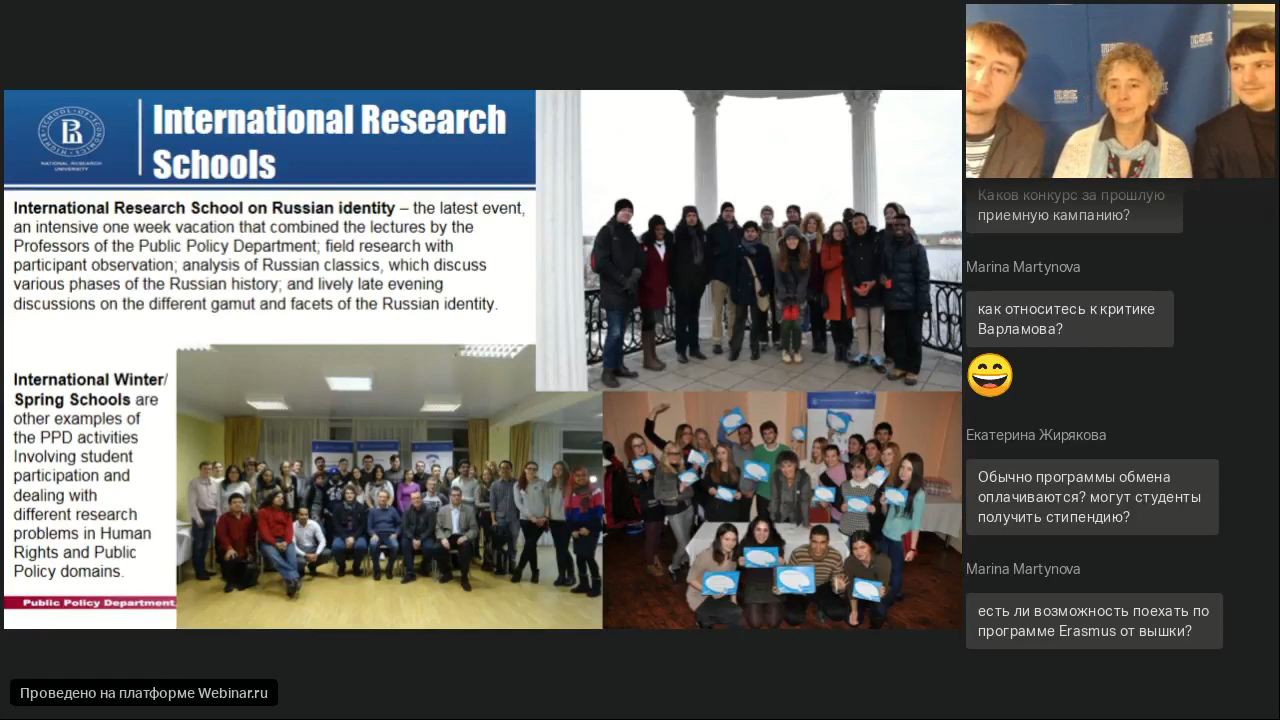 International Research
Schools
NATIONAL RESEARCH
UNIVERSITY
International Research School on Russian identity – the latest event,
an intensive one week vacation that combined the lectures by the
Professors of the Public Policy Department; field research with
participant observation; analysis of Russian classics, which discuss
various phases of the Russian history; and lively late evening
discussions on the different gamut and facets of the Russian identity.
International Winter/
Spring Schools are
other examples of
the PPD activities
Involving student
participation and
dealing with
different research
problems in Human
Rights and Public
Policy domains.
Public Policy Department,
Каков конкурс за прошлую
приемную кампанию?
Marina Martynova
как относитесь к критике
Варламова?
Екатерина Жирякова
Обычно программы обмена
оплачиваются? могут студенты
получить стипендию?
Marina Martynova
есть ли возможность поехать по
программе Erasmus от вышки?
Проведено на платформе Webinar.ru